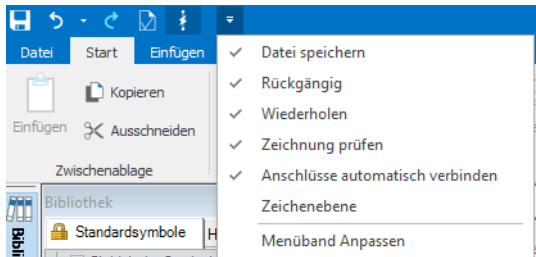 Datei Start Einfügen
Kopieren
Einfügen
Ausschneiden
Zwischenablage
Bibliothek
Standardsymbole H
Datei speichern
Rückgängig
Wiederholen
Zeichnung prüfen
Anschlüsse automatisch verbinden
Zeichenebene
Menüband Anpassen